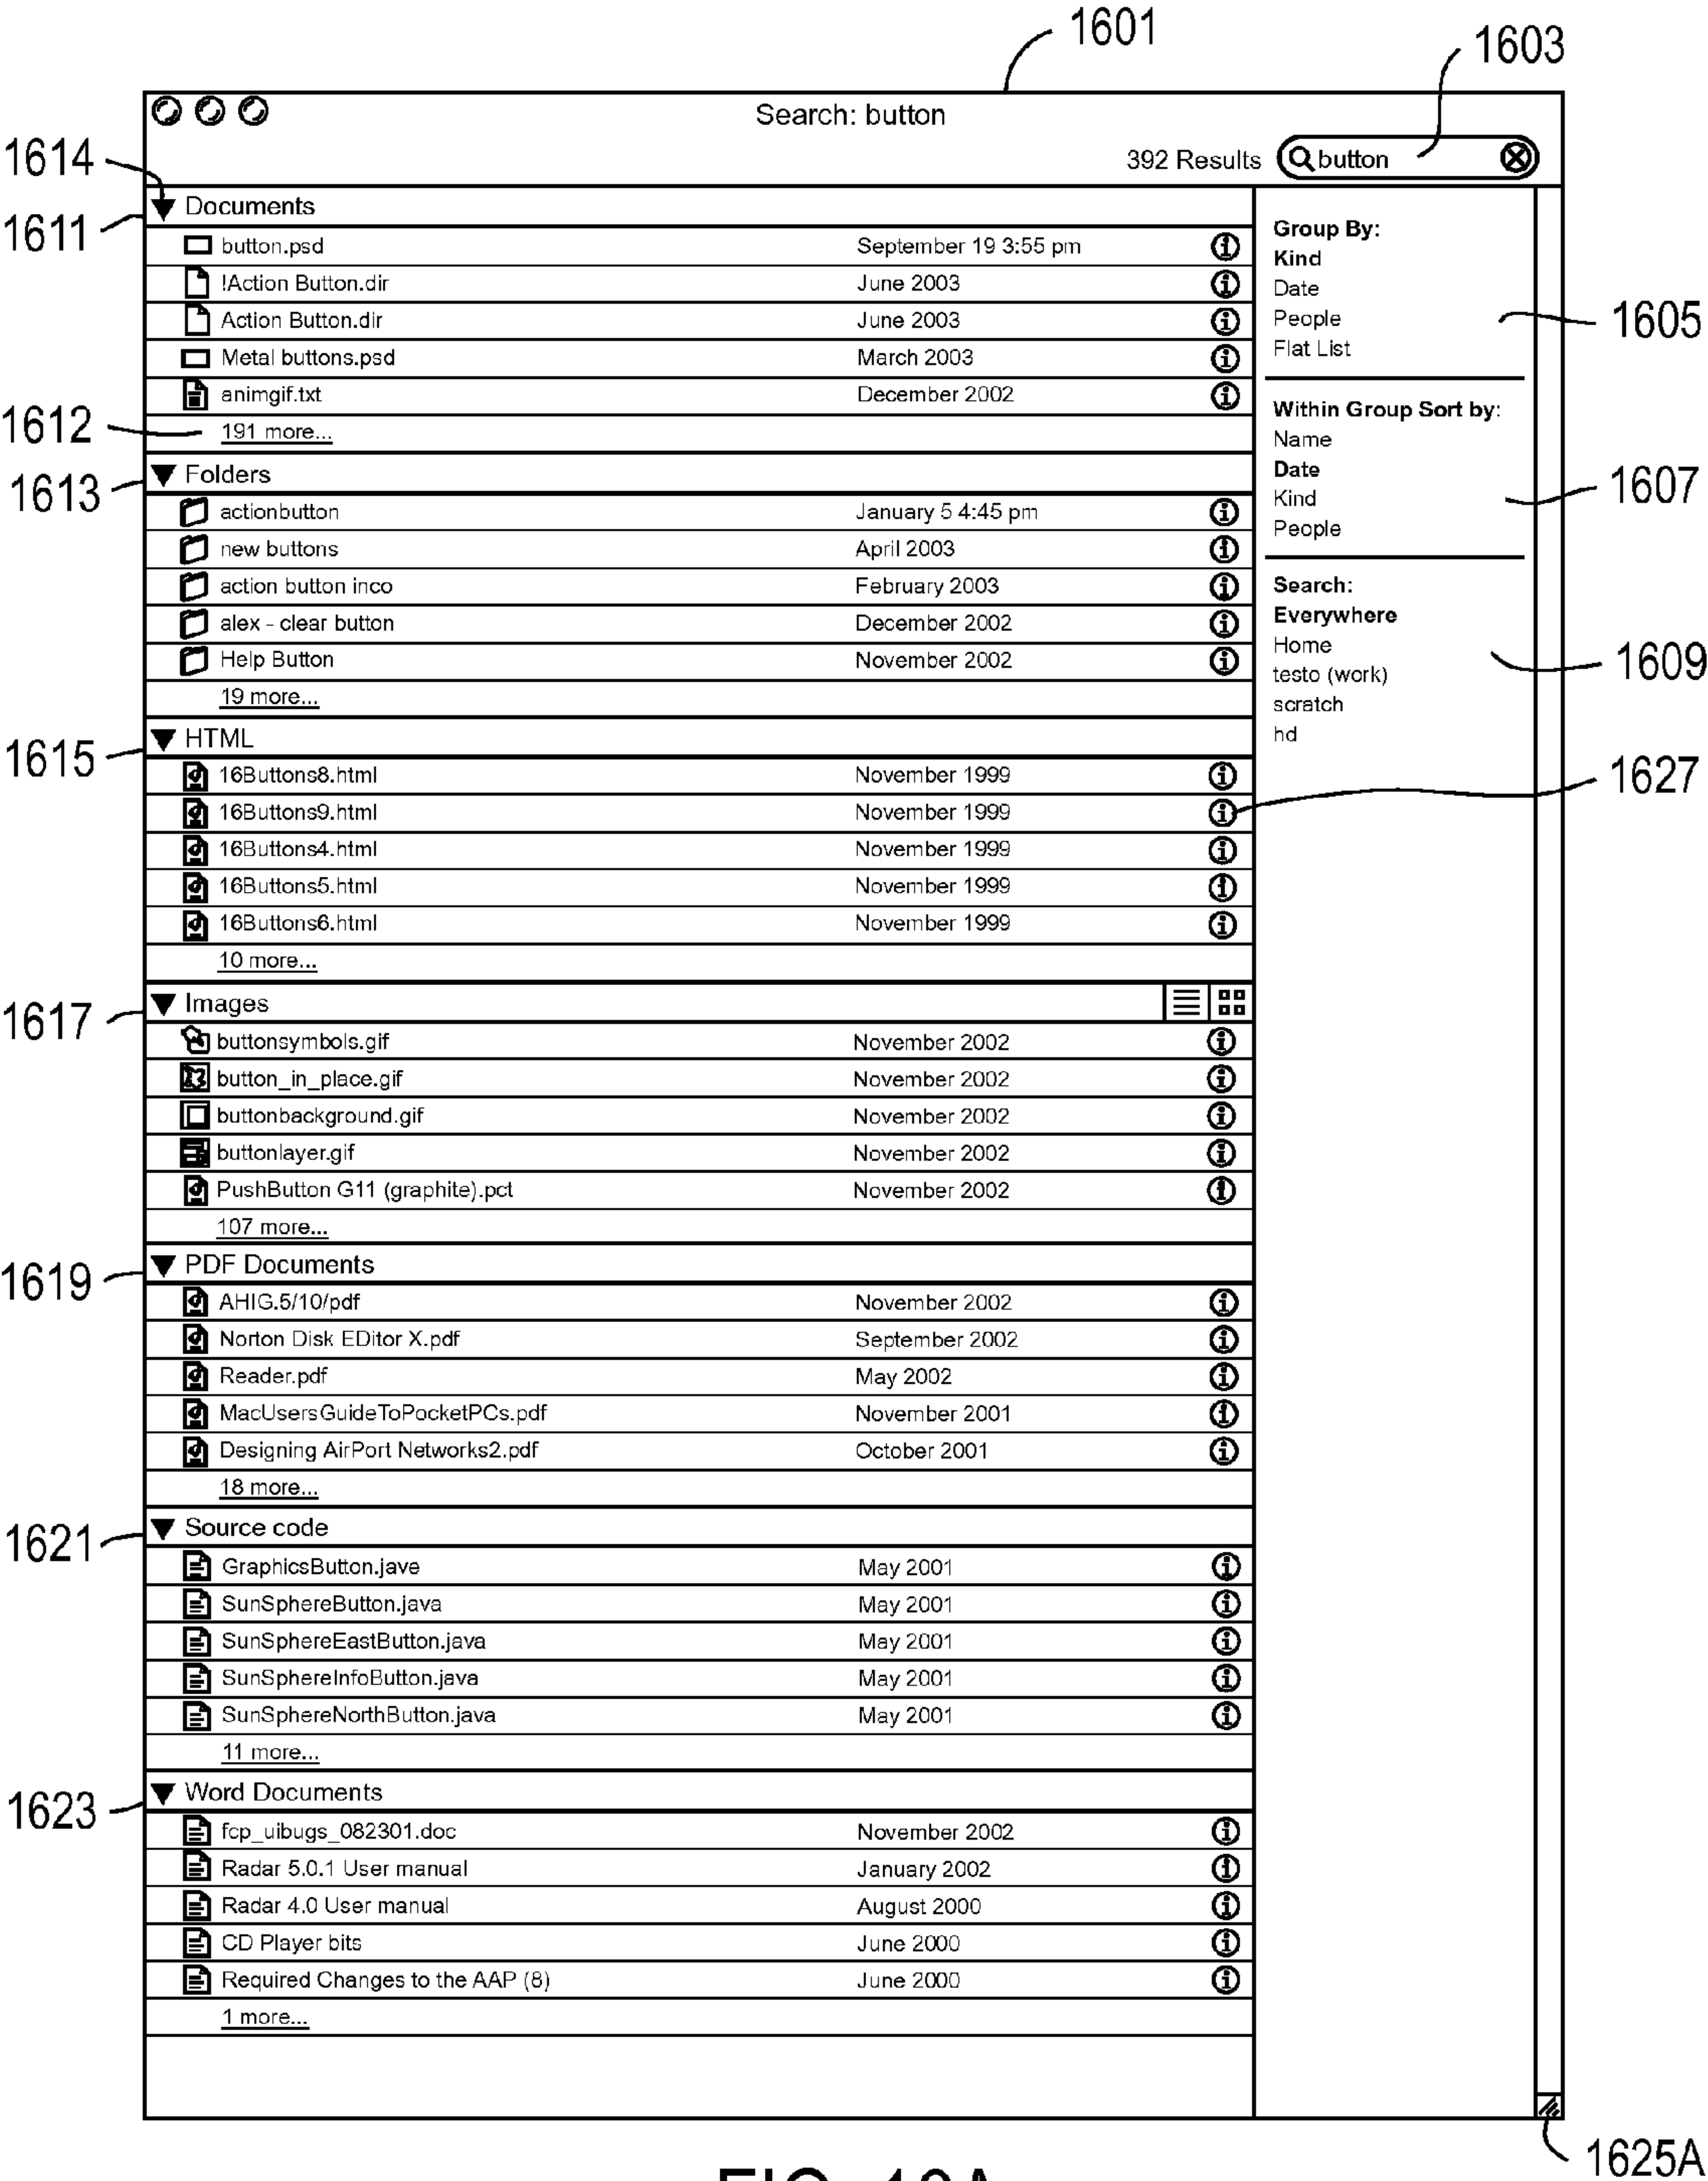 1601
1603
Search: button
392 Results button
1614
1611
Documents
button.psd September 19 3:55 pm
!Action Button.dir June 2003
Action Button.dir June 2003
Metal buttons.psd March 2003
animgif.txt December 2002
1612
191 more...
1613
Folders
actionbutton January 5 4:45 pm
new buttons April 2003
action button inco February 2003
alex - clear button December 2002
Help Button November 2002
19 more...
1615
HTML
16Buttons8.html November 1999
16Buttons9.html November 1999
16Buttons4.html November 1999
16Buttons5.html November 1999
16Buttons6.html November 1999
10 more...
1617
Images
buttonsymbols.gif November 2002
button_in_place.gif November 2002
buttonbackground.gif November 2002
buttonlayer.gif November 2002
PushButton G11 (graphite).pct November 2002
107 more...
1619
PDF Documents
AHIG.5/10/pdf November 2002
Norton Disk EDitor X.pdf September 2002
Reader.pdf May 2002
MacUsersGuideToPocketPCs.pdf November 2001
Designing AirPort Networks2.pdf October 2001
18 more...
1621
Source code
GraphicsButton.jave May 2001
SunSphereButton.java May 2001
SunSphereEastButton.java May 2001
SunSphereInfoButton.java May 2001
SunSphereNorthButton.java May 2001
11 more...
1623
Word Documents
fcp_uibugs_082301.doc November 2002
Radar 5.0.1 User manual January 2002
Radar 4.0 User manual August 2000
CD Player bits June 2000
Required Changes to the AAP (8) June 2000
1 more...
Group By:
Kind
Date
People
Flat List
1605
Within Group Sort by:
Name
Date
Kind
People
1607
Search:
Everywhere
Home
testo (work)
scratch
hd
1609
1627
1625A